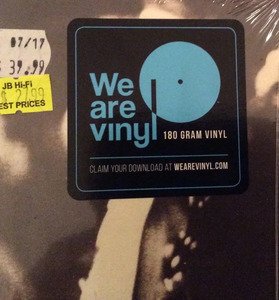 07/17
$ 39.99
JB Hi-Fi
EST PRICES
We
are
vinyl
180 GRAM VINYL
CLAIM YOUR DOWNLOAD AT WEAREVINYL.COM